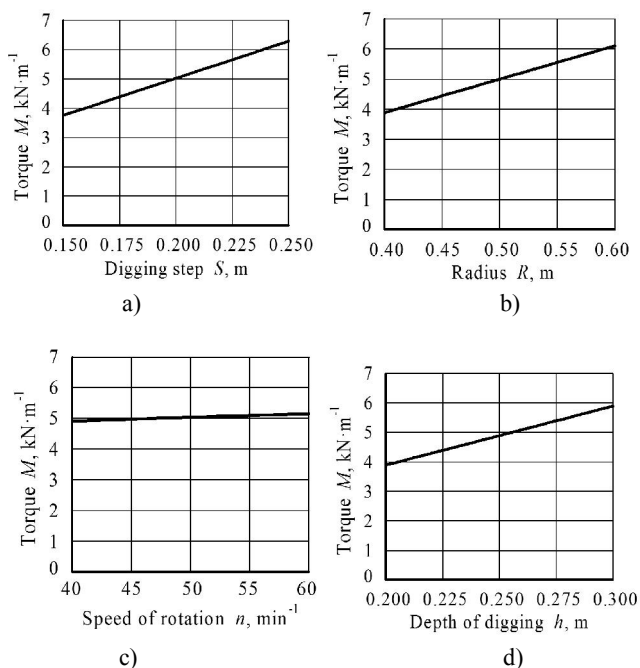 Torque M, kN·m⁻¹
7
6
5
4
3
2
1
0
0.150 0.175 0.200 0.225 0.250
Digging step S, m
a)
Torque M, kN·m⁻¹
7
6
5
4
3
2
1
0
0.40 0.45 0.50 0.55 0.60
Radius R, m
b)
Torque M, kN·m⁻¹
7
6
5
4
3
2
1
0
40 45 50 55 60
Speed of rotation n, min⁻¹
c)
Torque M, kN·m⁻¹
7
6
5
4
3
2
1
0
0.200 0.225 0.250 0.275 0.300
Depth of digging h, m
d)